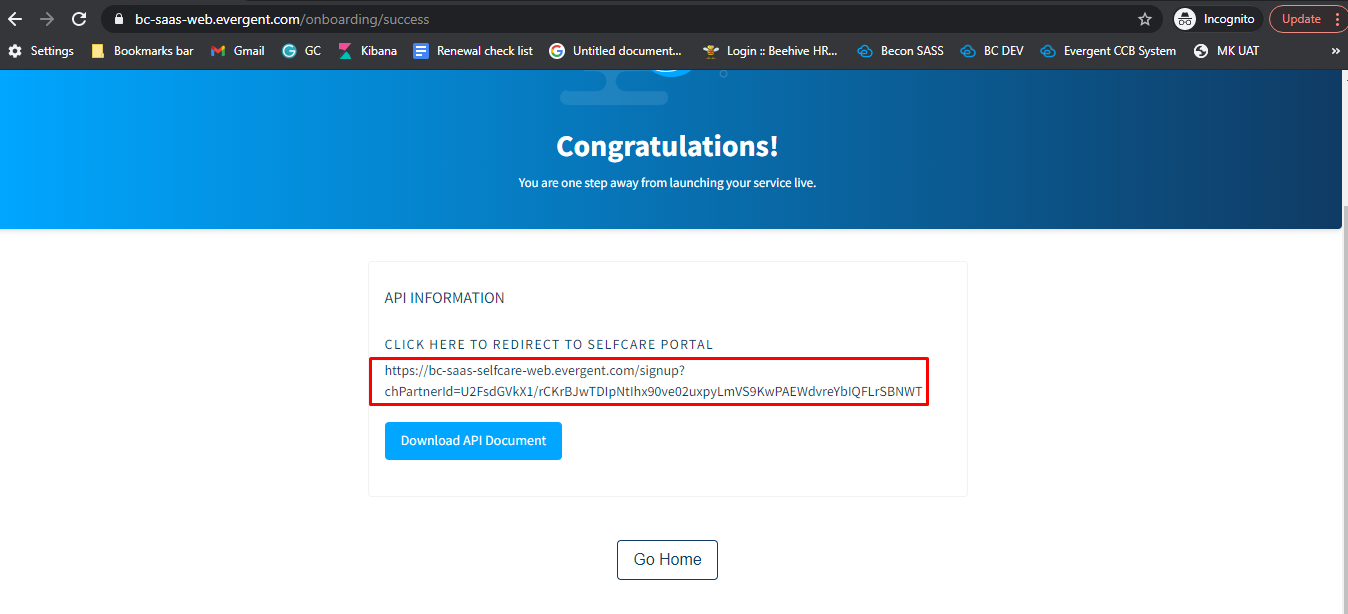 bc-saas-web.evergent.com/onboarding/success
Incognito
Update
Settings
Bookmarks bar
Gmail
GC
Kibana
Renewal check list
Untitled document...
Login :: Beehive HR...
Becon SASS
BC DEV
Evergent CCB System
MK UAT
»
Congratulations!
You are one step away from launching your service live.
API INFORMATION
CLICK HERE TO REDIRECT TO SELFCARE PORTAL
https://bc-saas-selfcare-web.evergent.com/signup?
chPartnerId=U2FsdGVkX1/rCKrBJwTDIpNtIhx90ve02uxpyLmVS9KwPAEWdvreYbIQFLrSBNWT
Download API Document
Go Home